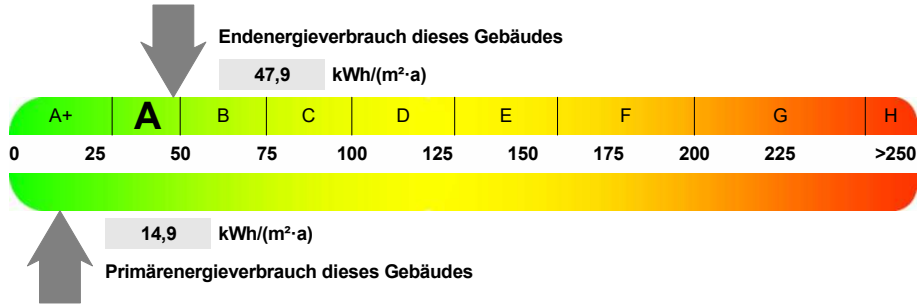 Endenergieverbrauch dieses Gebäudes
47,9 kWh/(m²·a)
A+ A B C D E F G H
0 25 50 75 100 125 150 175 200 225 >250
14,9 kWh/(m²·a)
Primärenergieverbrauch dieses Gebäudes